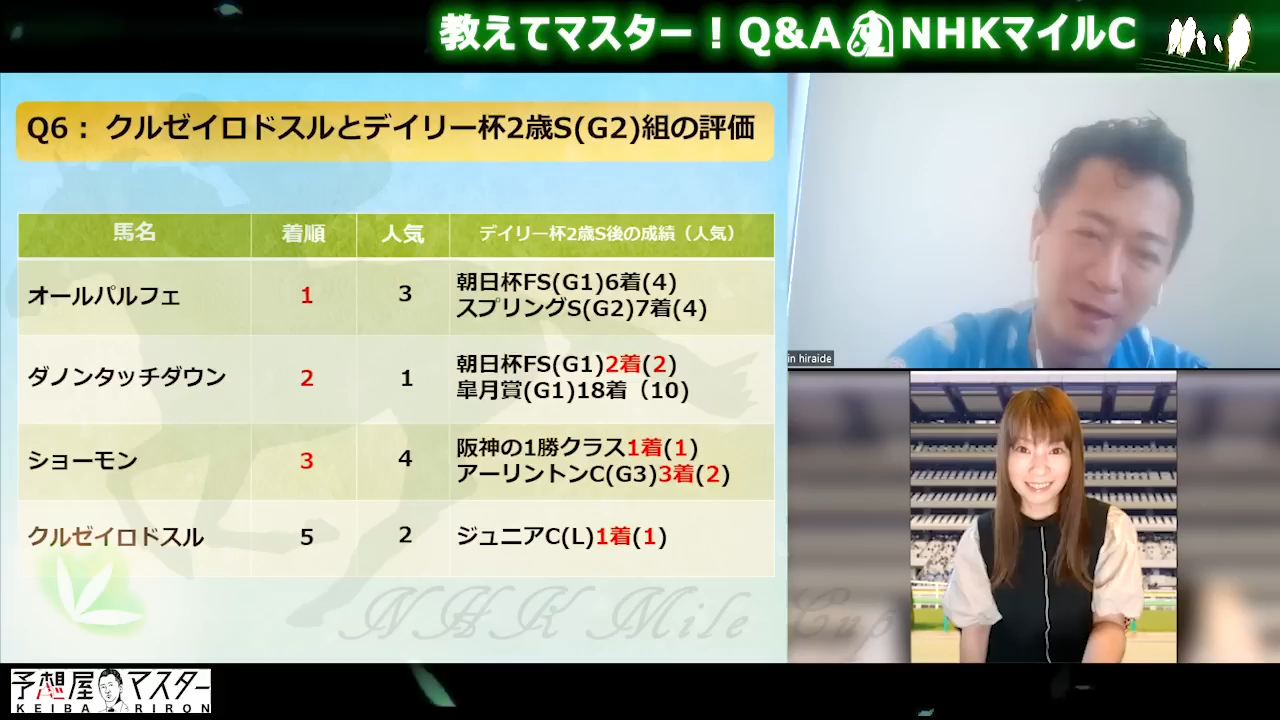 教えてマスター！Q&A NHKマイルC
Q6： クルゼイロドスルとデイリー杯2歳S(G2)組の評価
馬名 着順 人気 デイリー杯2歳S後の成績（人気）
オールパルフェ 1 3 朝日杯FS(G1)6着(4)
スプリングS(G2)7着(4)
ダノンタッチダウン 2 1 朝日杯FS(G1)2着(2)
皐月賞(G1)18着（10)
ショーモン 3 4 阪神の1勝クラス1着(1)
アーリントンC(G3)3着(2)
クルゼイロドスル 5 2 ジュニアC(L)1着(1)
NHK Mile Cup
in hiraide
予想屋マスター
KEIBA RIRON